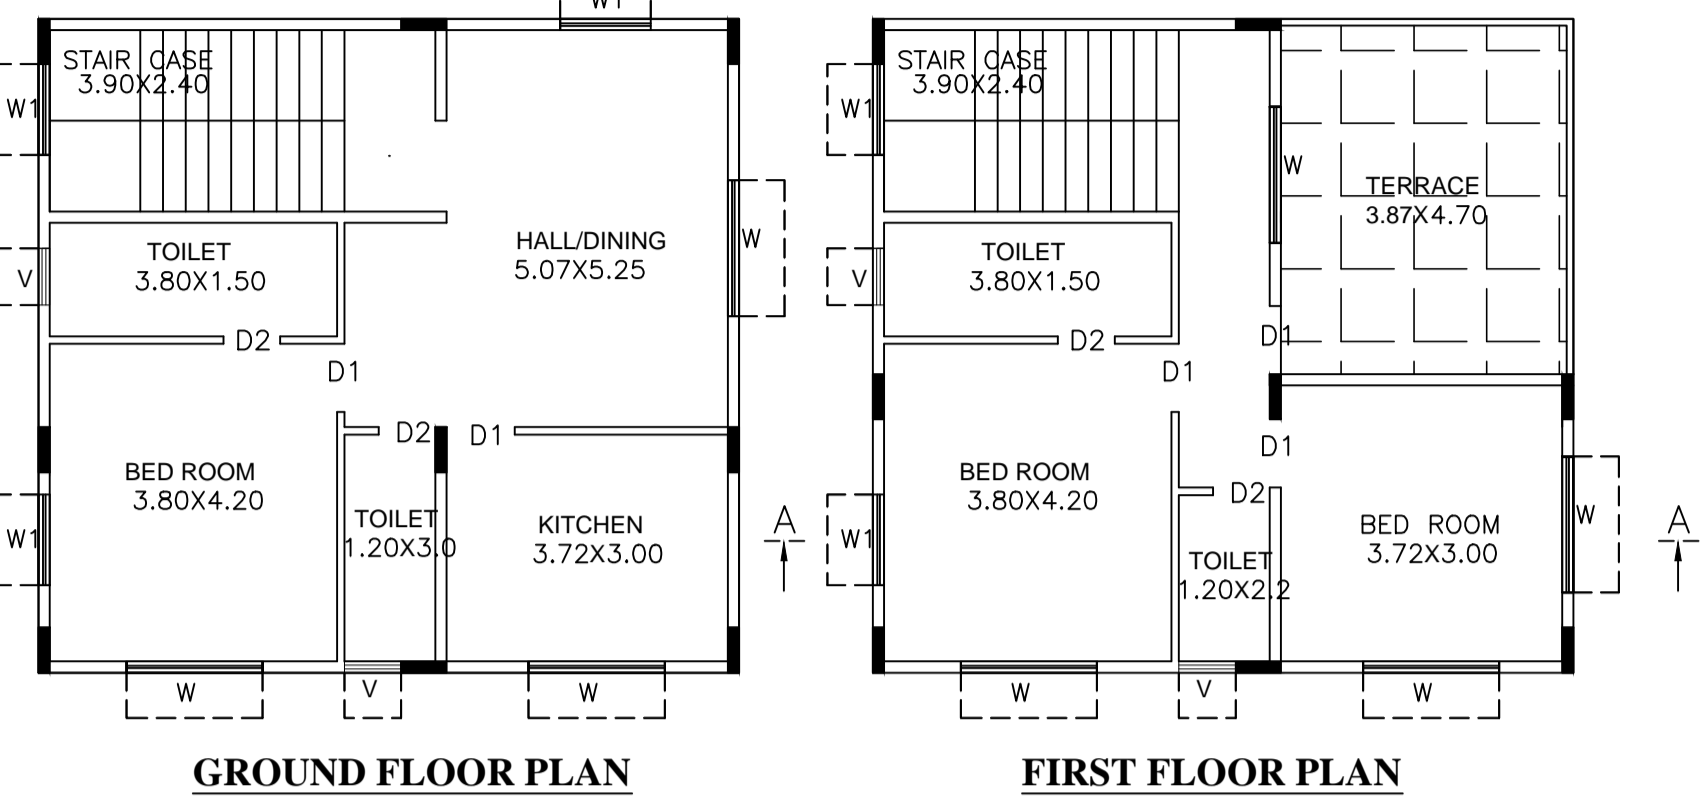 W1
STAIR CASE
3.90X2.40
W1
TOILET
3.80X1.50
V
HALL/DINING
5.07X5.25
W
D2
D1
D2
D1
BED ROOM
3.80X4.20
W1
TOILET
1.20X3.0
KITCHEN
3.72X3.00
A
W
V
W
GROUND FLOOR PLAN
STAIR CASE
3.90X2.40
W1
W
TERRACE
3.87X4.70
TOILET
3.80X1.50
V
D2
D1
D1
D1
D2
BED ROOM
3.80X4.20
W1
TOILET
1.20X2.2
BED ROOM
3.72X3.00
W
A
W
V
W
FIRST FLOOR PLAN